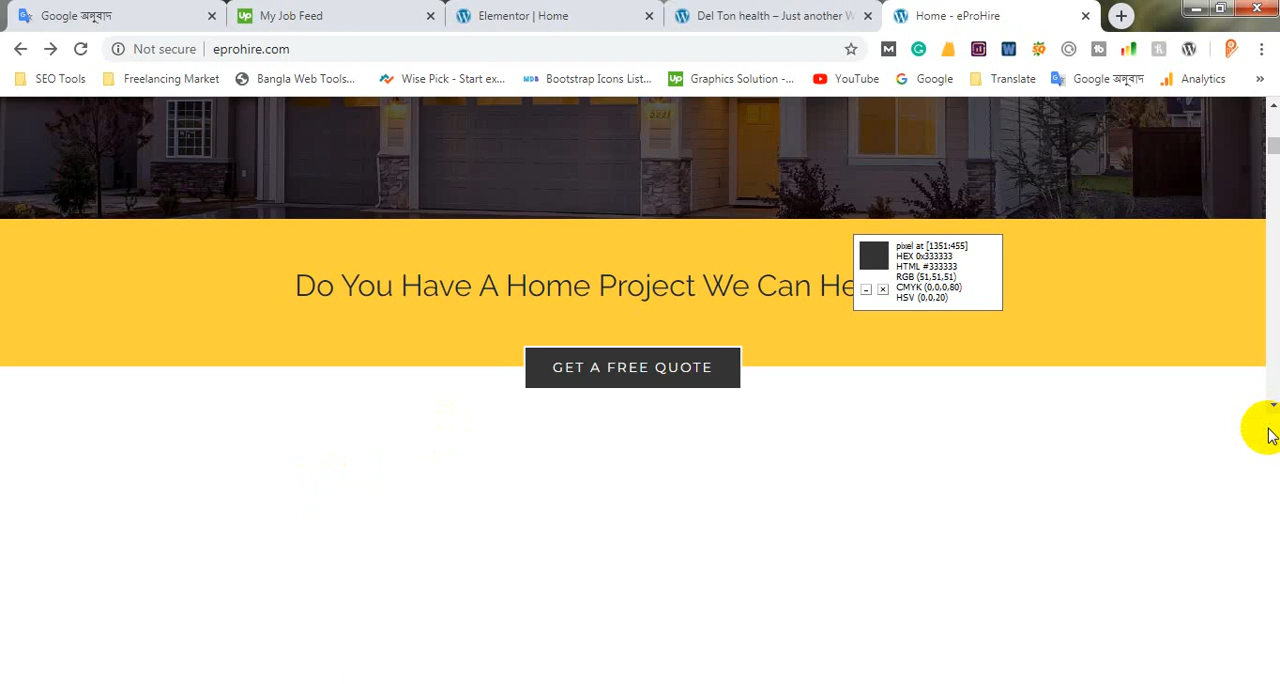 Google অনুবাদ
My Job Feed
Elementor | Home
Del Ton health – Just another W
Home - eProHire
Not secure
eprohire.com
SEO Tools
Freelancing Market
Bangla Web Tools...
Wise Pick - Start ex...
MDB
Bootstrap Icons List...
Up
Graphics Solution -...
YouTube
Google
Translate
Google অনুবাদ
Analytics
»
pixel at [1351:455]
HEX 0x333333
HTML #333333
RGB (51,51,51)
CMYK (0,0,0,80)
HSV (0,0,20)
Do You Have A Home Project We Can He
GET A FREE QUOTE